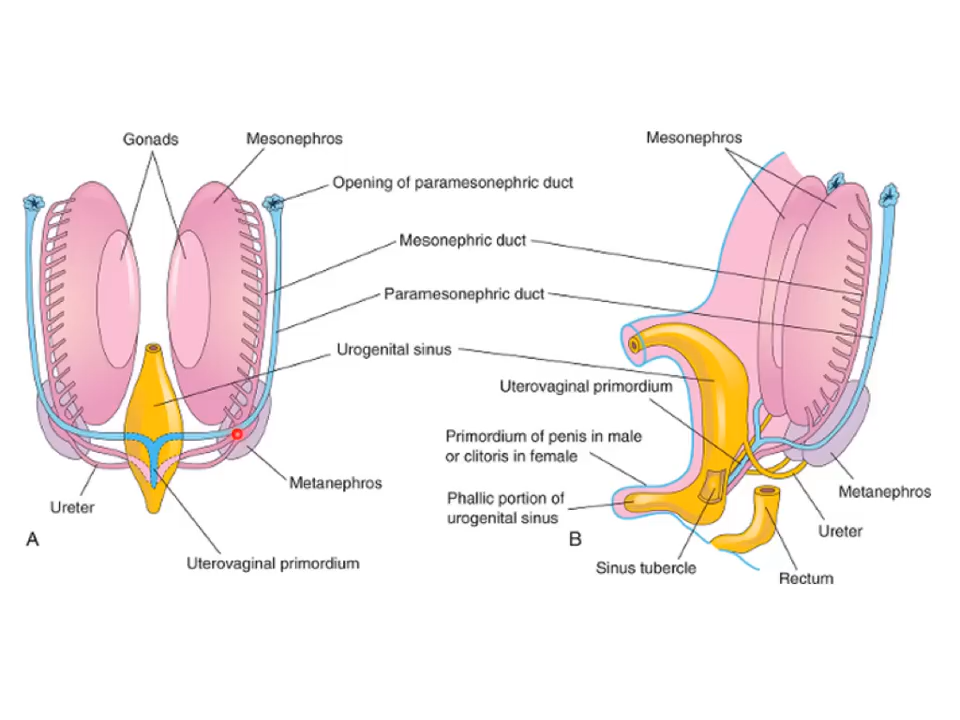 Gonads
Mesonephros
Mesonephros
Opening of paramesonephric duct
Mesonephric duct
Paramesonephric duct
Urogenital sinus
Uterovaginal primordium
Primordium of penis in male
or clitoris in female
Phallic portion of
urogenital sinus
Metanephros
Metanephros
Ureter
Ureter
A
B
Uterovaginal primordium
Sinus tubercle
Rectum